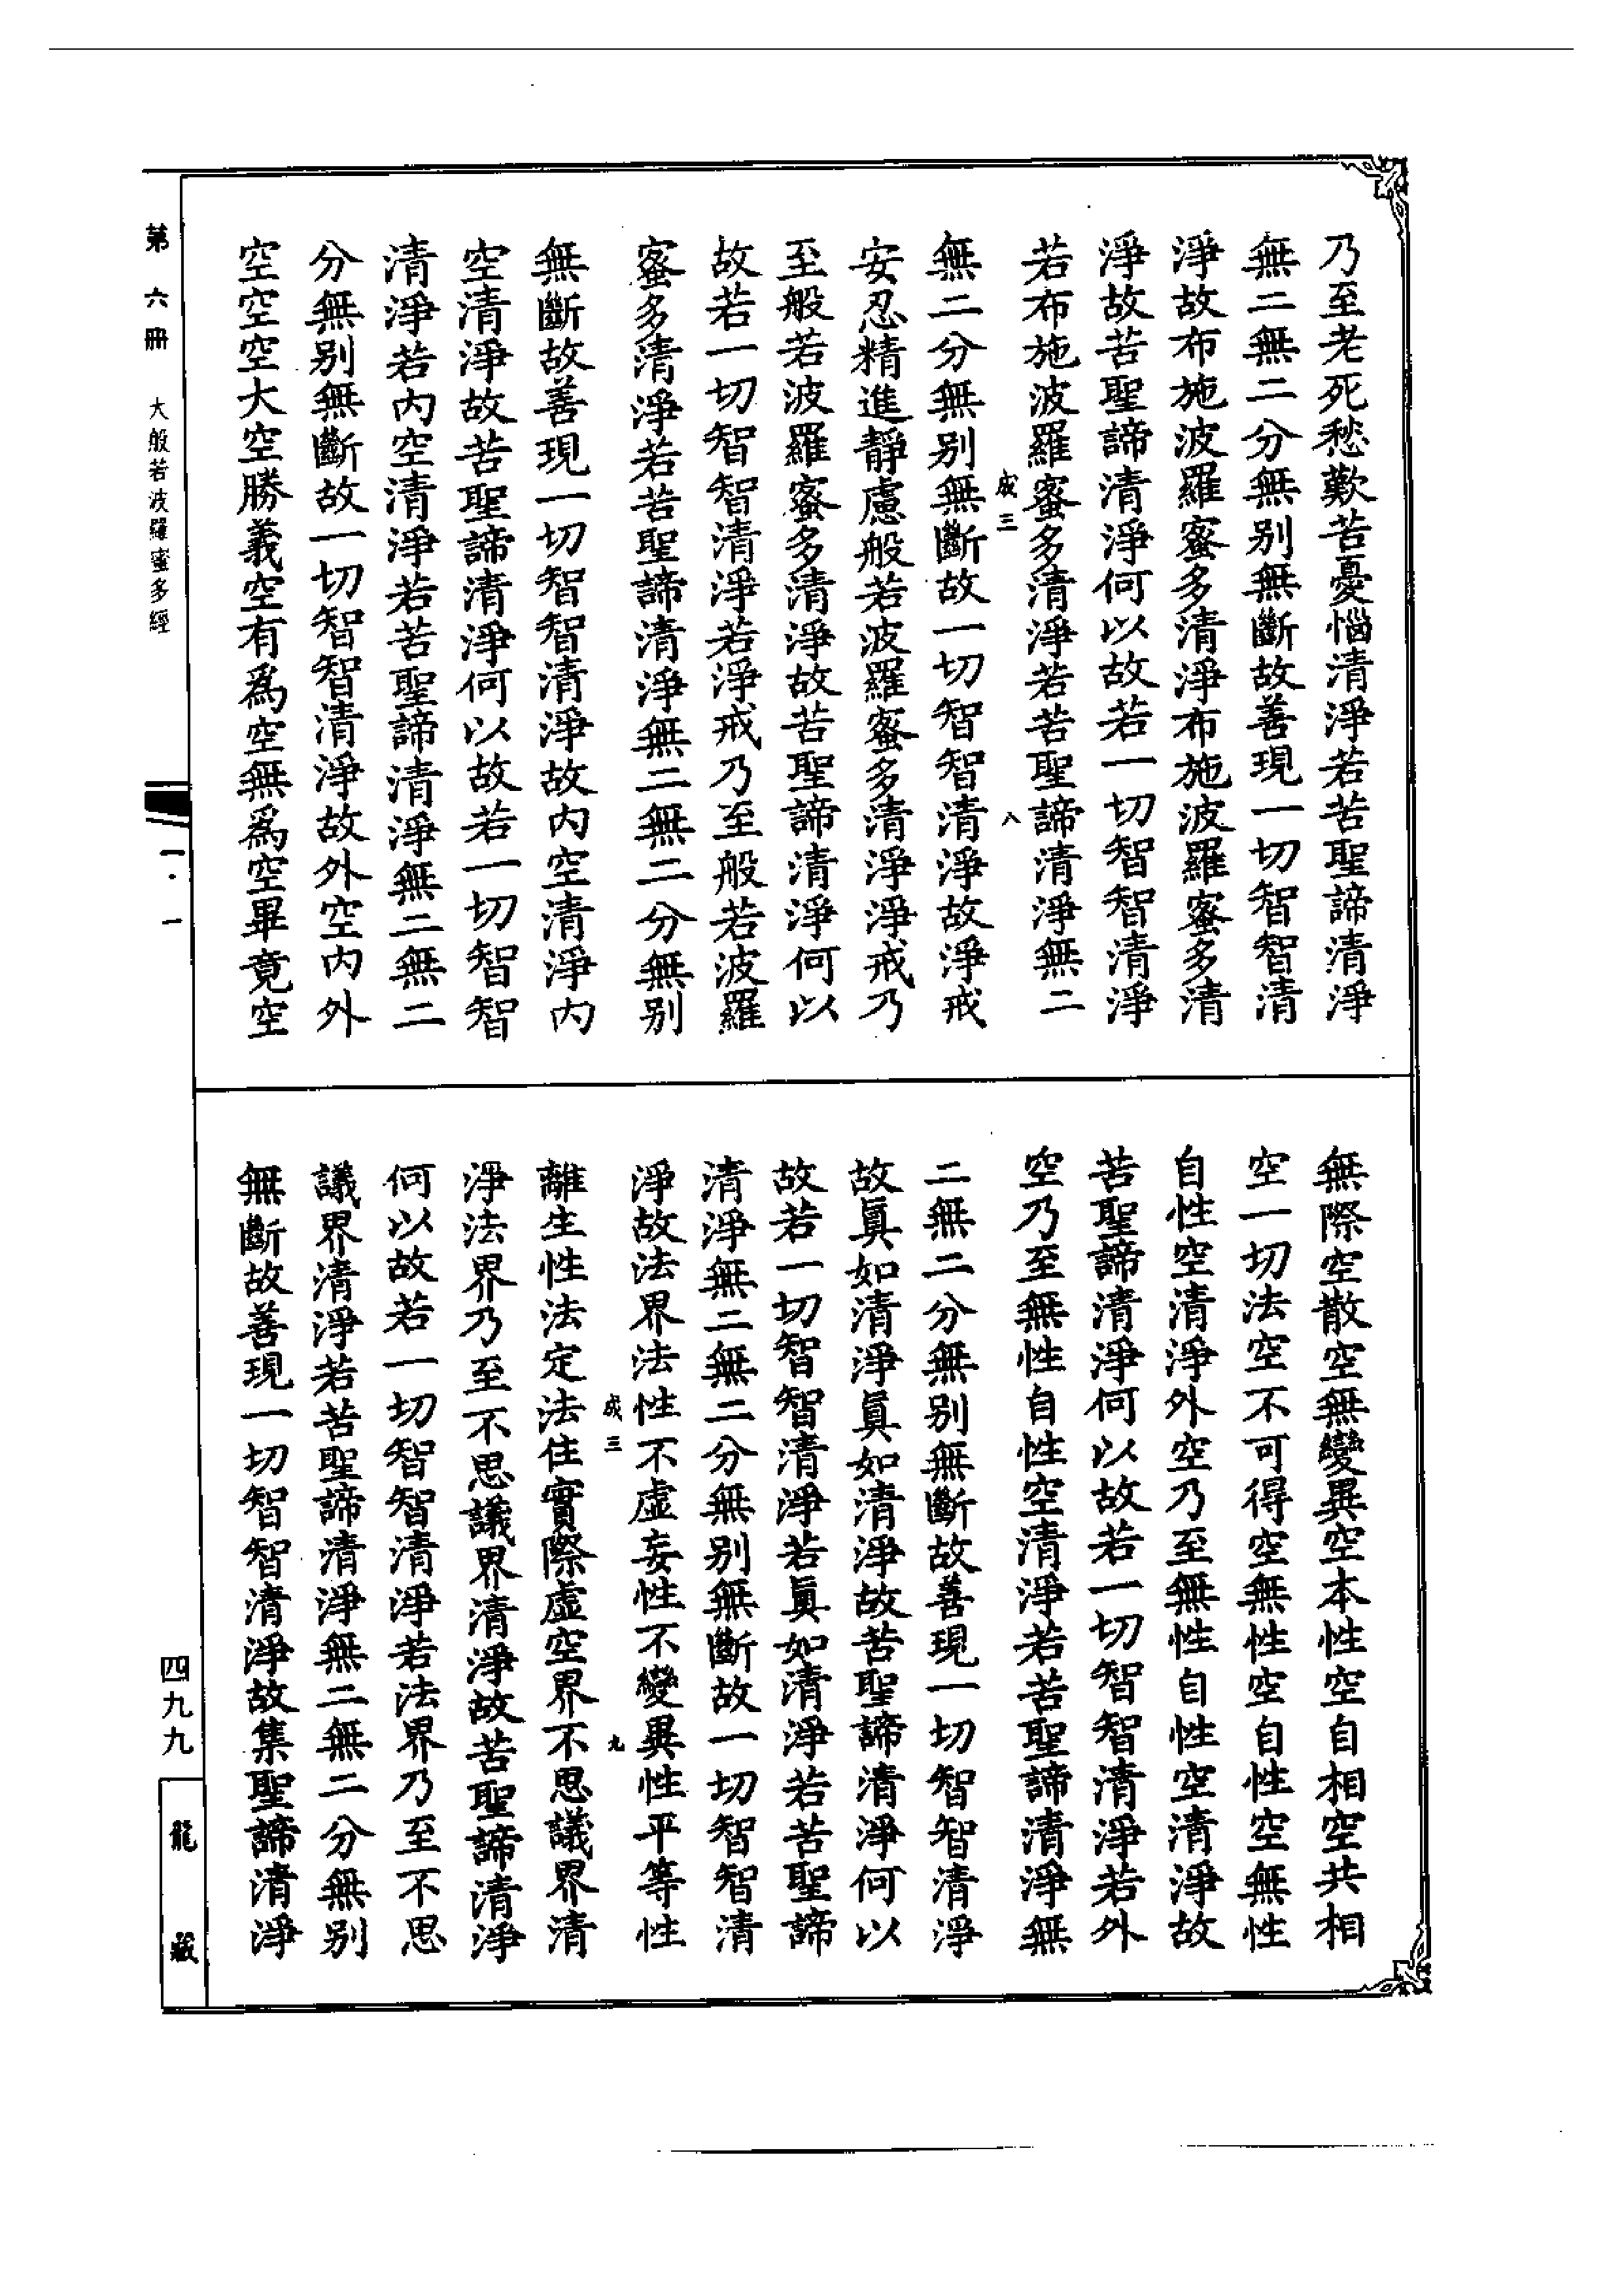 乃至老死愁歎苦憂惱清淨若苦聖諦清淨
無二無二分無别無斷故善現一切智智清
淨故布施波羅蜜多清淨布施波羅蜜多清
淨故苦聖諦清淨何以故若一切智智清淨
若布施波羅蜜多清淨若苦聖諦清淨無二
成三 八
無二分無别無斷故一切智智清淨故淨戒
安忍精進靜慮般若波羅蜜多清淨淨戒乃
至般若波羅蜜多清淨故苦聖諦清淨何以
故若一切智智清淨若淨戒乃至般若波羅
蜜多清淨若苦聖諦清淨無二無二分無别
無斷故善現一切智智清淨故内空清淨内
空清淨故苦聖諦清淨何以故若一切智智
清淨若内空清淨若苦聖諦清淨無二無二
分無别無斷故一切智智清淨故外空内外
空空空大空勝義空有爲空無爲空畢竟空
無際空散空無變異空本性空自相空共相
空一切法空不可得空無性空自性空無性
自性空清淨外空乃至無性自性空清淨故
苦聖諦清淨何以故若一切智智清淨若外
空乃至無性自性空清淨若苦聖諦清淨無
二無二分無别無斷故善現一切智智清淨
故眞如清淨眞如清淨故苦聖諦清淨何以
故若一切智智清淨若眞如清淨若苦聖諦
清淨無二無二分無别無斷故一切智智清
淨故法界法性不虛妄性不變異性平等性
成三 九
離生性法定法住實際虛空界不思議界清
淨法界乃至不思議界清淨故苦聖諦清淨
何以故若一切智智清淨若法界乃至不思
議界清淨若苦聖諦清淨無二無二分無别
無斷故善現一切智智清淨故集聖諦清淨
第六冊 大般若波羅蜜多經 一·一 四九九 龍藏